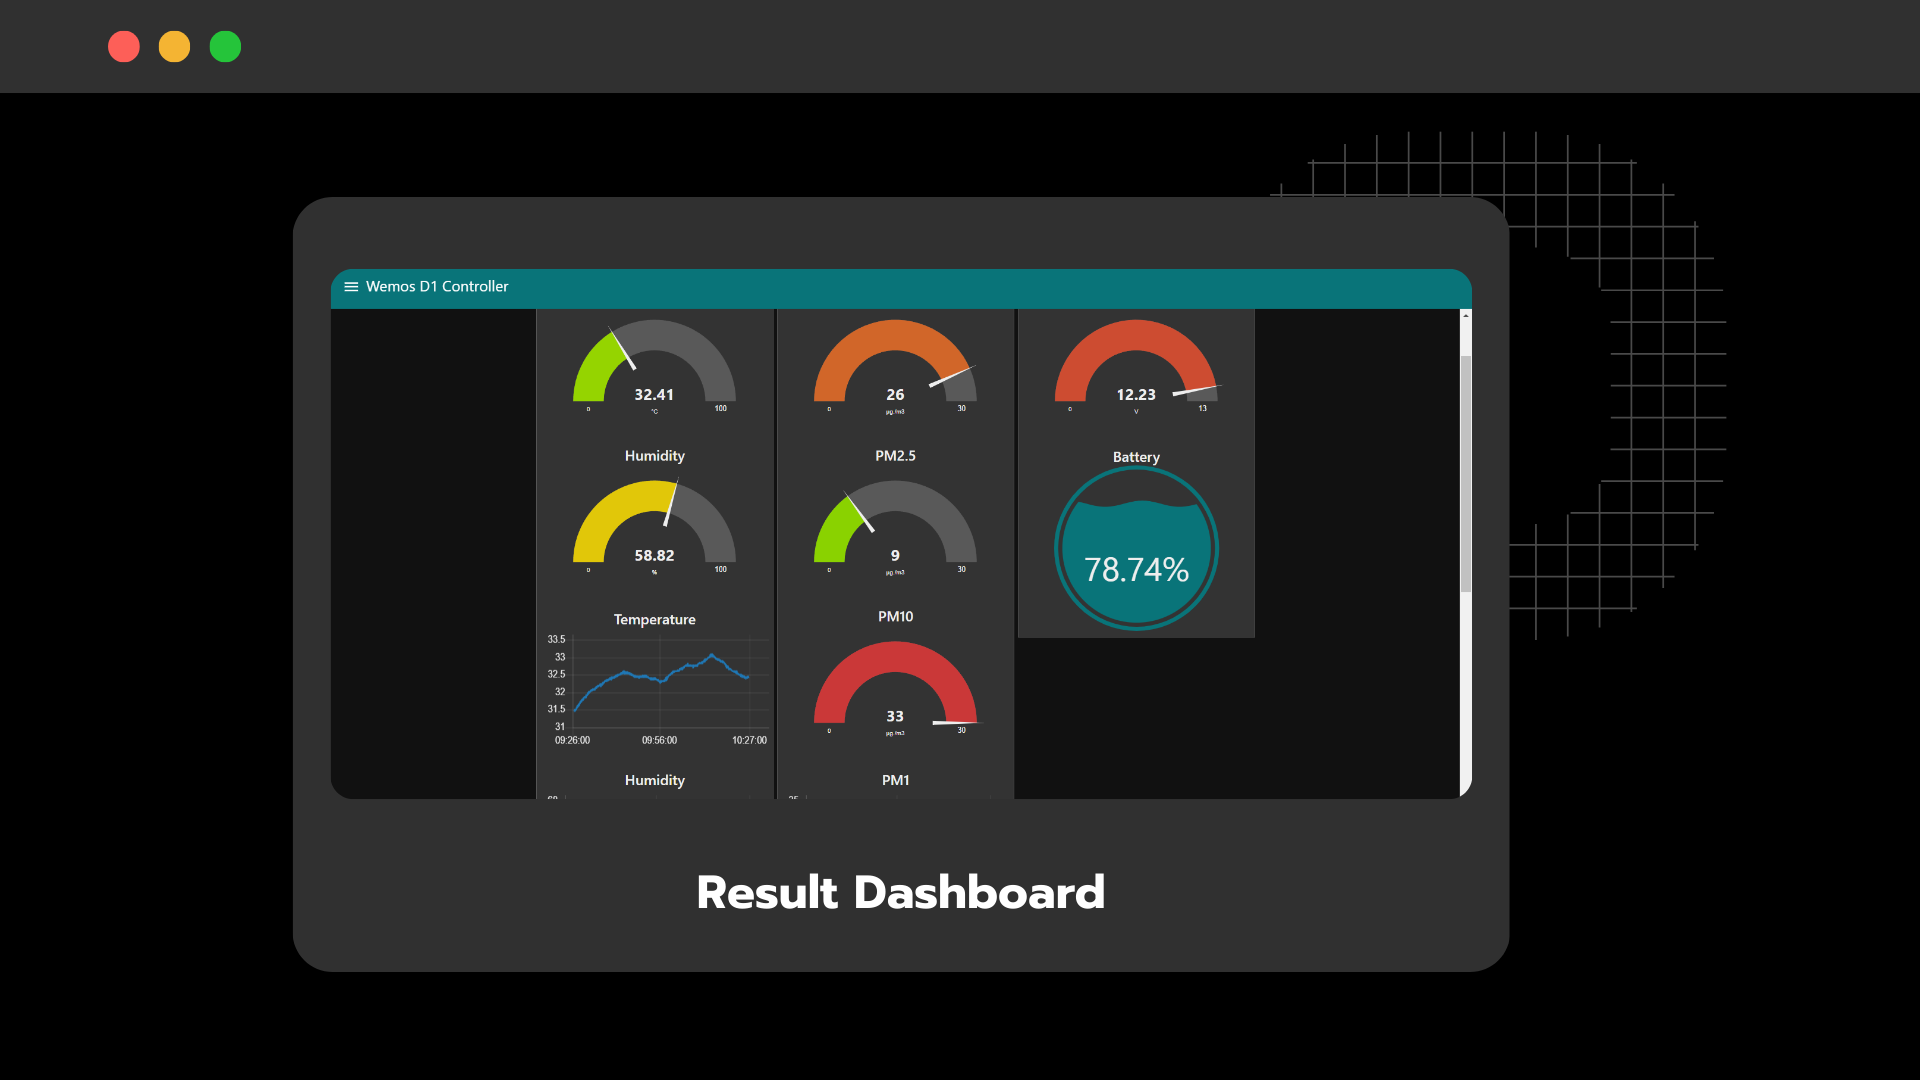 Wemos D1 Controller
32.41
°C
0
100
Humidity
58.82
%
0
100
Temperature
33.5
33
32.5
32
31.5
31
09:26:00
09:56:00
10:27:00
Humidity
26
µg /m3
0
30
PM2.5
9
µg /m3
0
30
PM10
33
µg /m3
0
30
PM1
12.23
V
0
13
Battery
78.74%
Result Dashboard